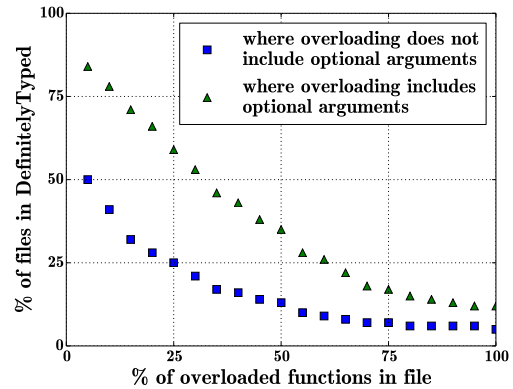 100
75
50
25
0
0
25
50
75
100
% of files in DefinitelyTyped
% of overloaded functions in file
where overloading does not
include optional arguments
where overloading includes
optional arguments